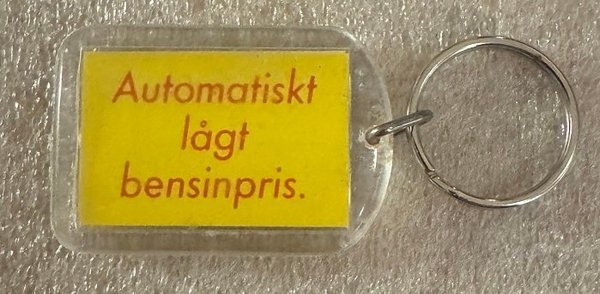 Automatiskt
lågt
bensinpris.